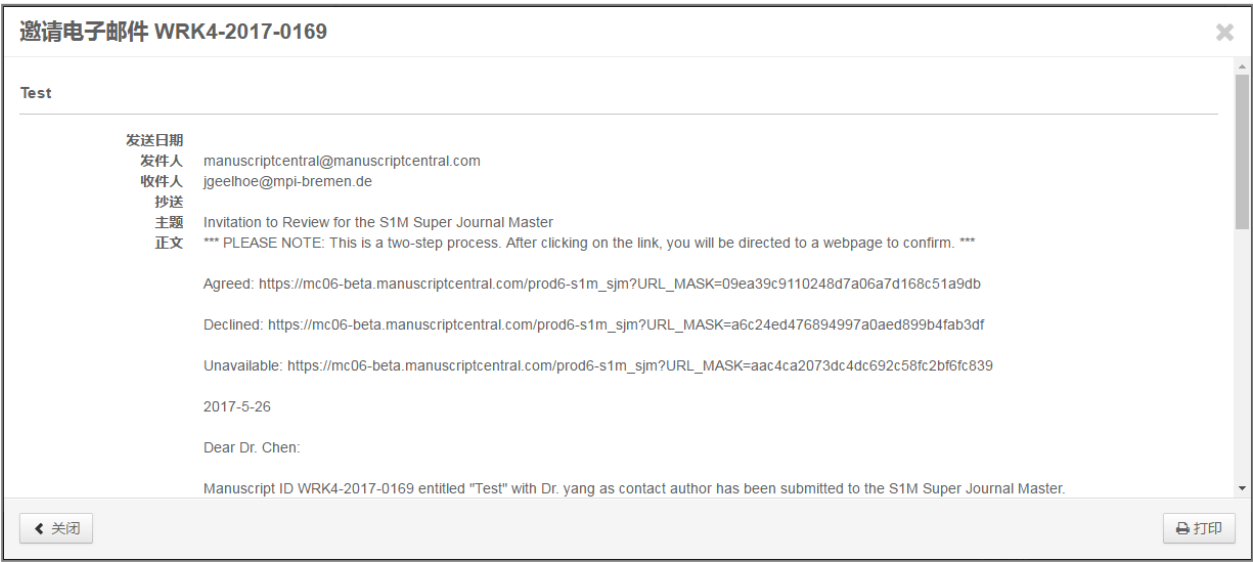 邀请电子邮件 WRK4-2017-0169
Test
发送日期
发件人 manuscriptcentral@manuscriptcentral.com
收件人 jgeelhoe@mpi-bremen.de
抄送
主题 Invitation to Review for the S1M Super Journal Master
正文 *** PLEASE NOTE: This is a two-step process. After clicking on the link, you will be directed to a webpage to confirm. ***
Agreed: https://mc06-beta.manuscriptcentral.com/prod6-s1m_sjm?URL_MASK=09ea39c9110248d7a06a7d168c51a9db
Declined: https://mc06-beta.manuscriptcentral.com/prod6-s1m_sjm?URL_MASK=a6c24ed476894997a0aed899b4fab3df
Unavailable: https://mc06-beta.manuscriptcentral.com/prod6-s1m_sjm?URL_MASK=aac4ca2073dc4dc692c58fc2bf6fc839
2017-5-26
Dear Dr. Chen:
Manuscript ID WRK4-2017-0169 entitled "Test" with Dr. yang as contact author has been submitted to the S1M Super Journal Master.
关闭 打印